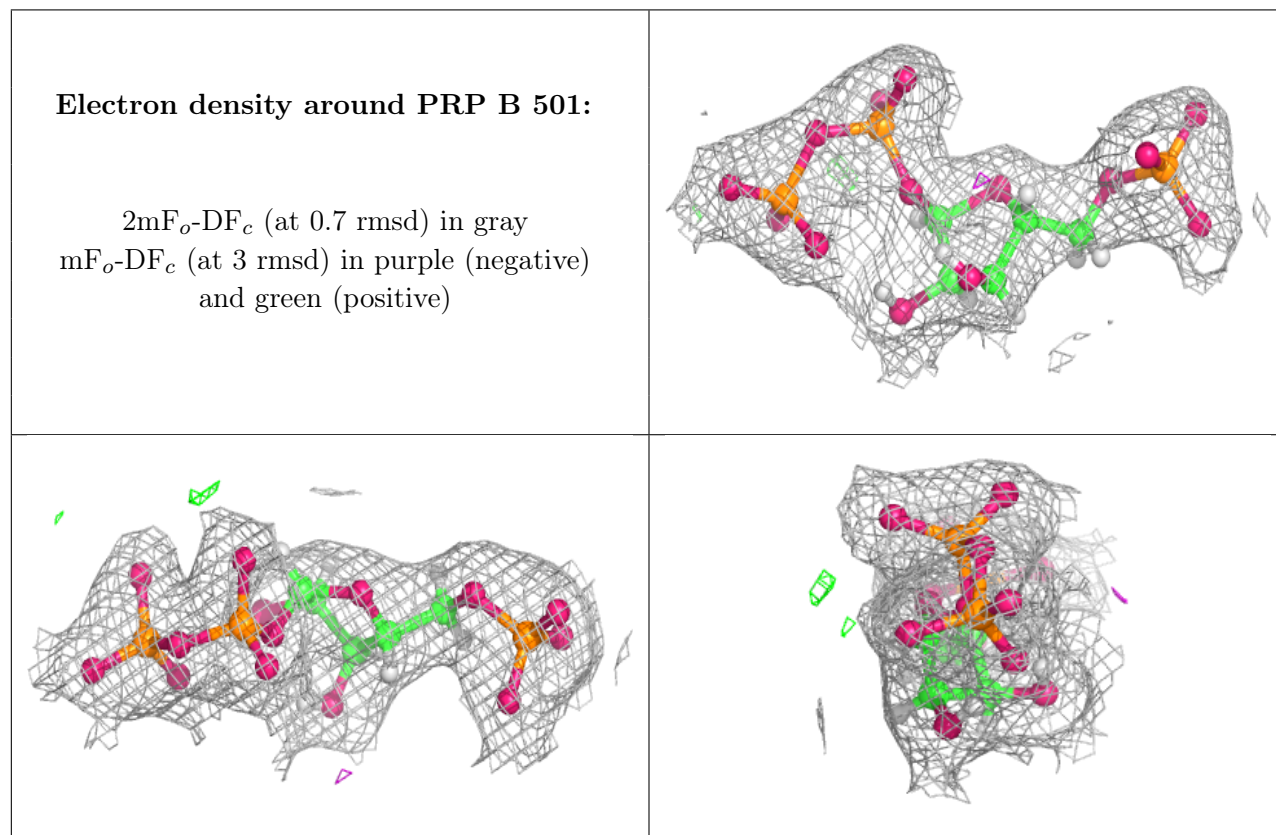 Electron density around PRP B 501:
2mFₒ-DF𝒸 (at 0.7 rmsd) in gray
mFₒ-DF𝒸 (at 3 rmsd) in purple (negative)
and green (positive)